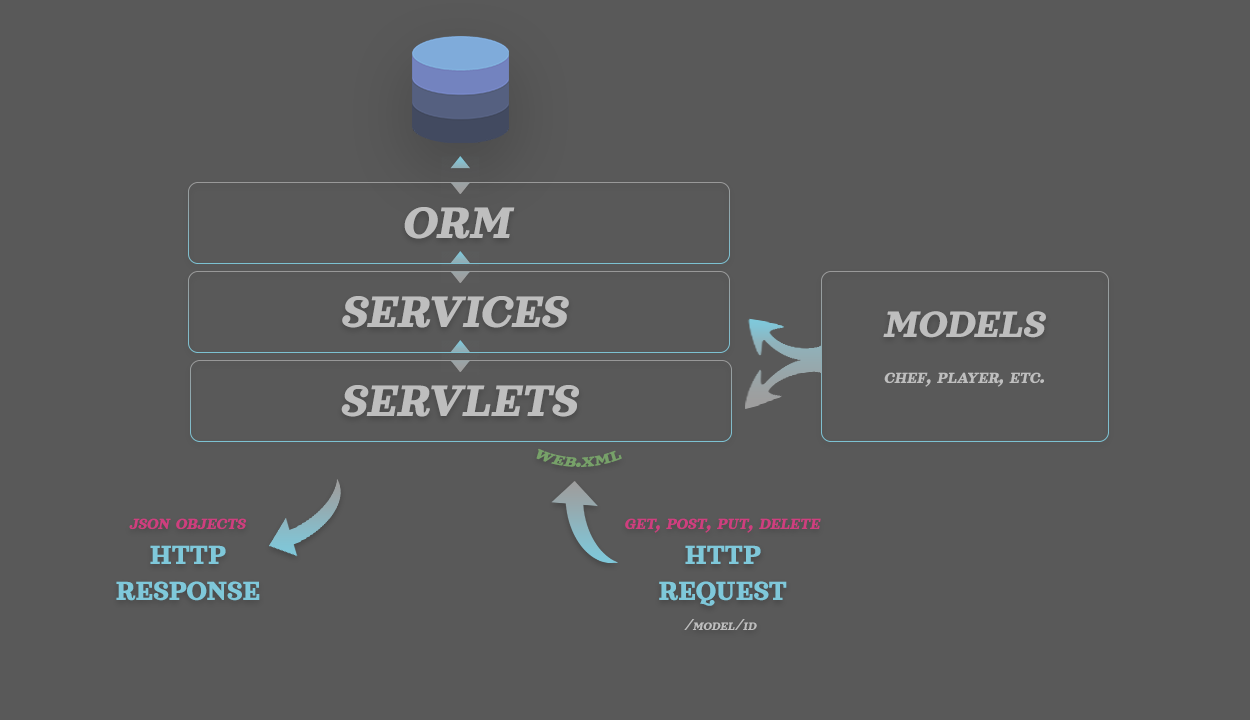 ORM
SERVICES
MODELS
CHEF, PLAYER, ETC.
SERVLETS
WEB.XML
JSON OBJECTS
HTTP
RESPONSE
GET, POST, PUT, DELETE
HTTP
REQUEST
/MODEL/ID